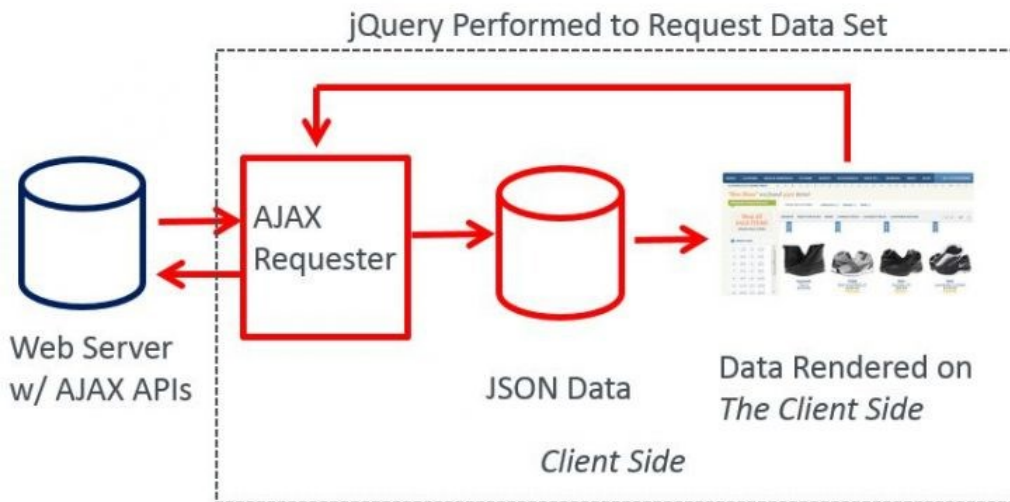 jQuery Performed to Request Data Set
AJAX
Requester
Web Server
w/ AJAX APIs
JSON Data
Data Rendered on
The Client Side
Client Side